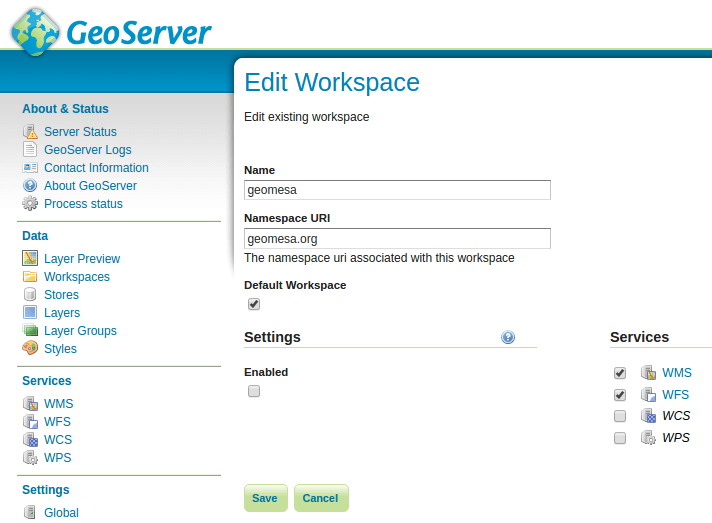 GeoServer
About & Status
Server Status
GeoServer Logs
Contact Information
About GeoServer
Process status
Data
Layer Preview
Workspaces
Stores
Layers
Layer Groups
Styles
Services
WMS
WFS
WCS
WPS
Settings
Global
Edit Workspace
Edit existing workspace
Name
geomesa
Namespace URI
geomesa.org
The namespace uri associated with this workspace
Default Workspace
Settings
Enabled
Services
WMS
WFS
WCS
WPS
Save Cancel